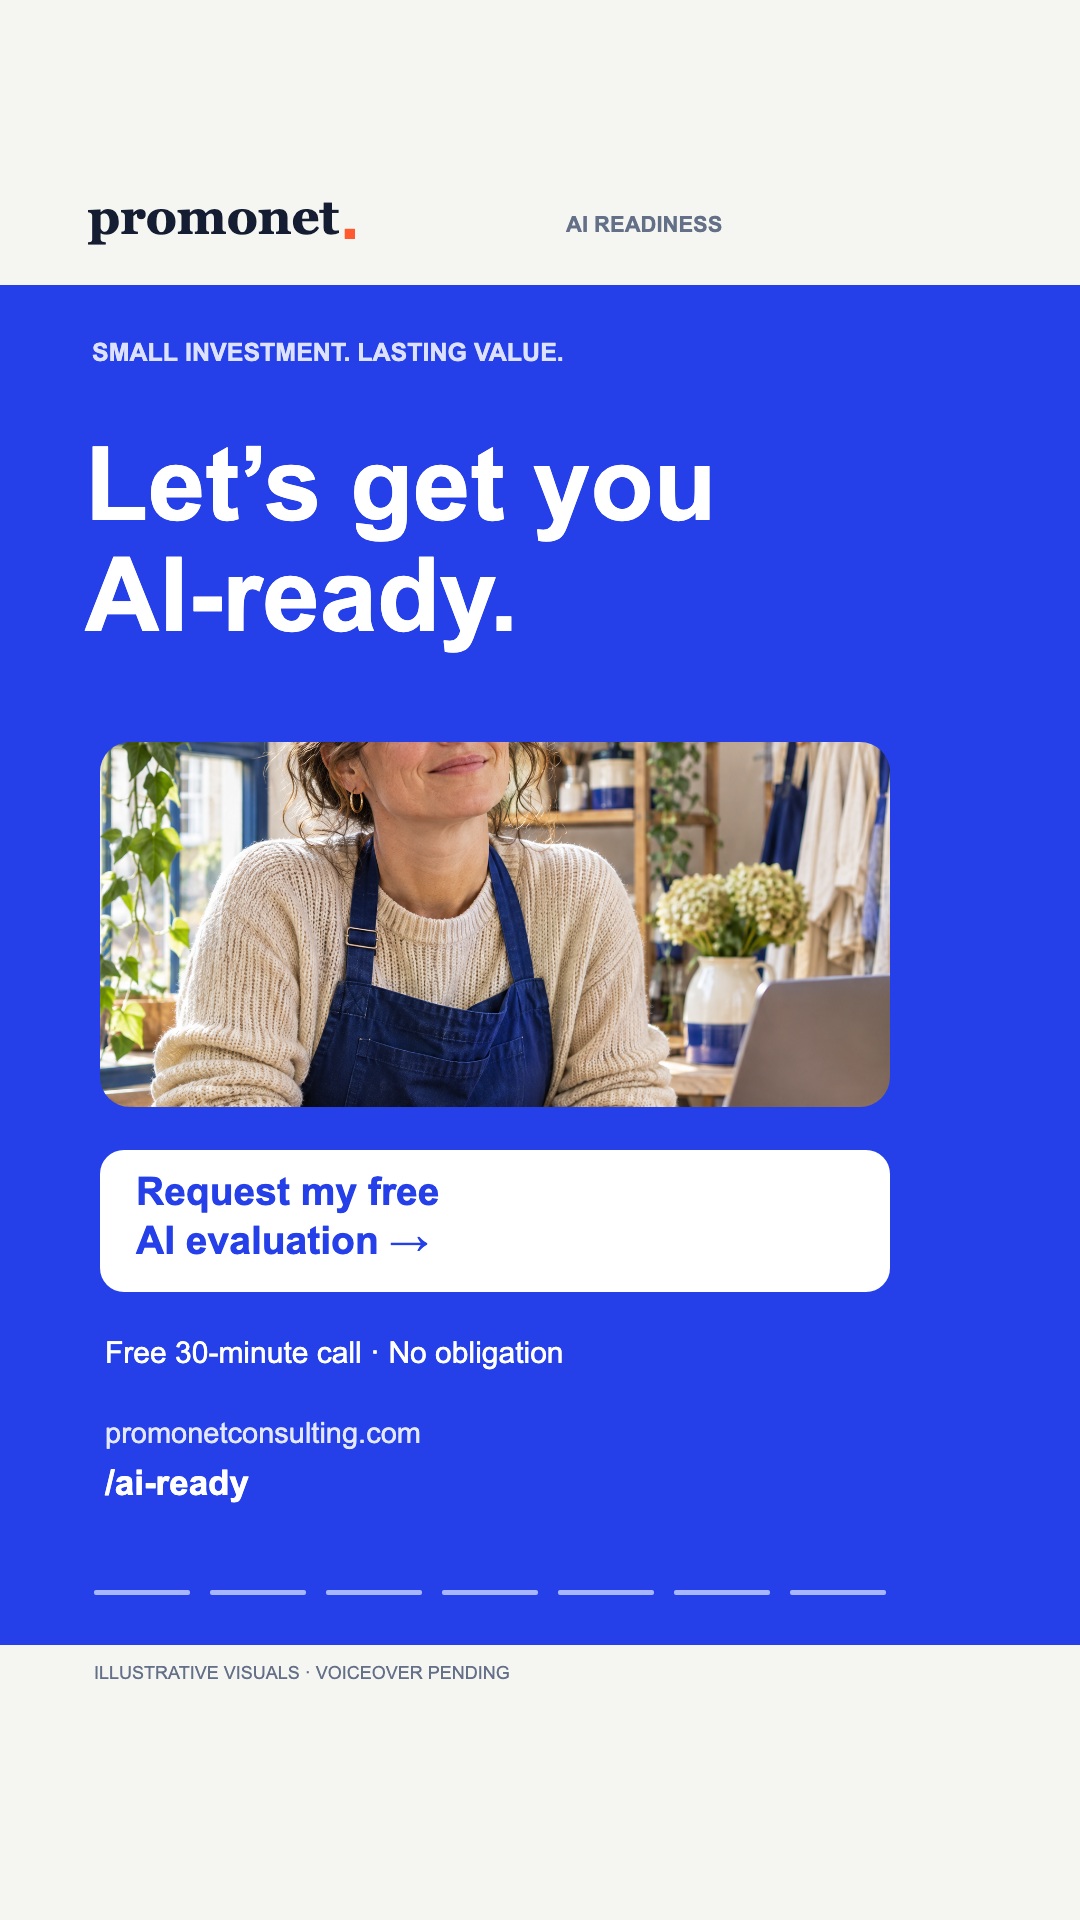 promonet.
AI READINESS
SMALL INVESTMENT. LASTING VALUE.
Let’s get you
AI-ready.
Request my free
AI evaluation →
Free 30-minute call · No obligation
promonetconsulting.com
/ai-ready
ILLUSTRATIVE VISUALS · VOICEOVER PENDING